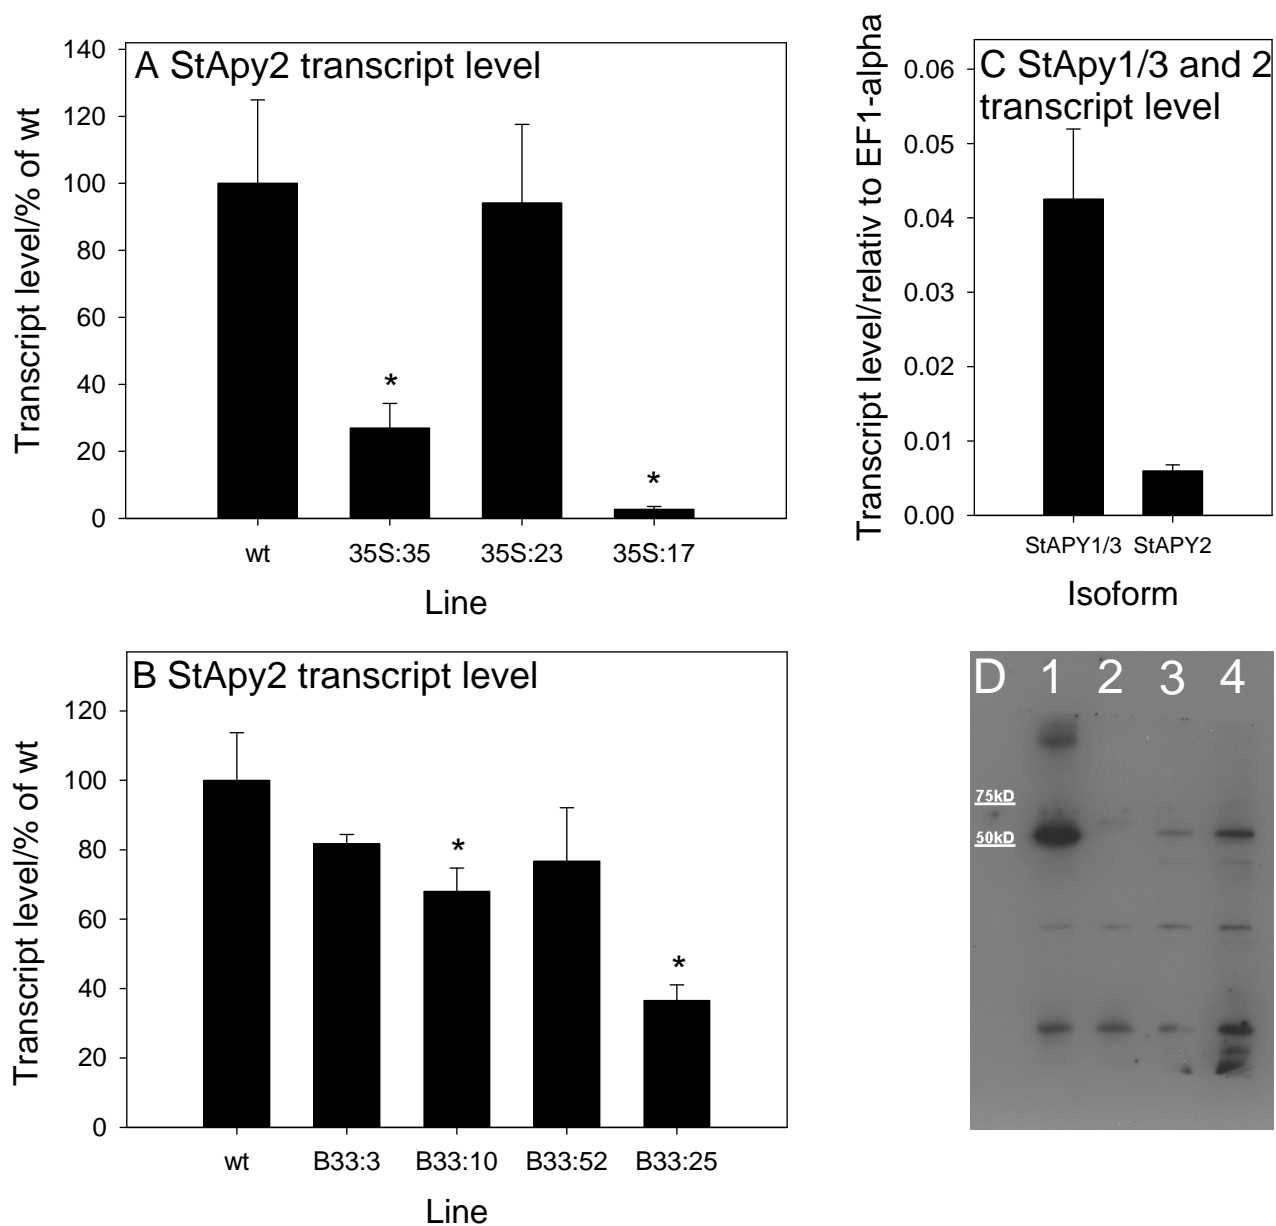 A StApy2 transcript level
Transcript level/% of wt
140
120
100
80
60
40
20
0
*
*
wt 35S:35 35S:23 35S:17
Line
C StApy1/3 and 2
transcript level
Transcript level/relativ to EF1-alpha
0.06
0.05
0.04
0.03
0.02
0.01
0.00
StAPY1/3 StAPY2
Isoform
B StApy2 transcript level
Transcript level/% of wt
120
100
80
60
40
20
0
*
*
wt B33:3 B33:10 B33:52 B33:25
Line
D 1 2 3 4
75kD
50kD